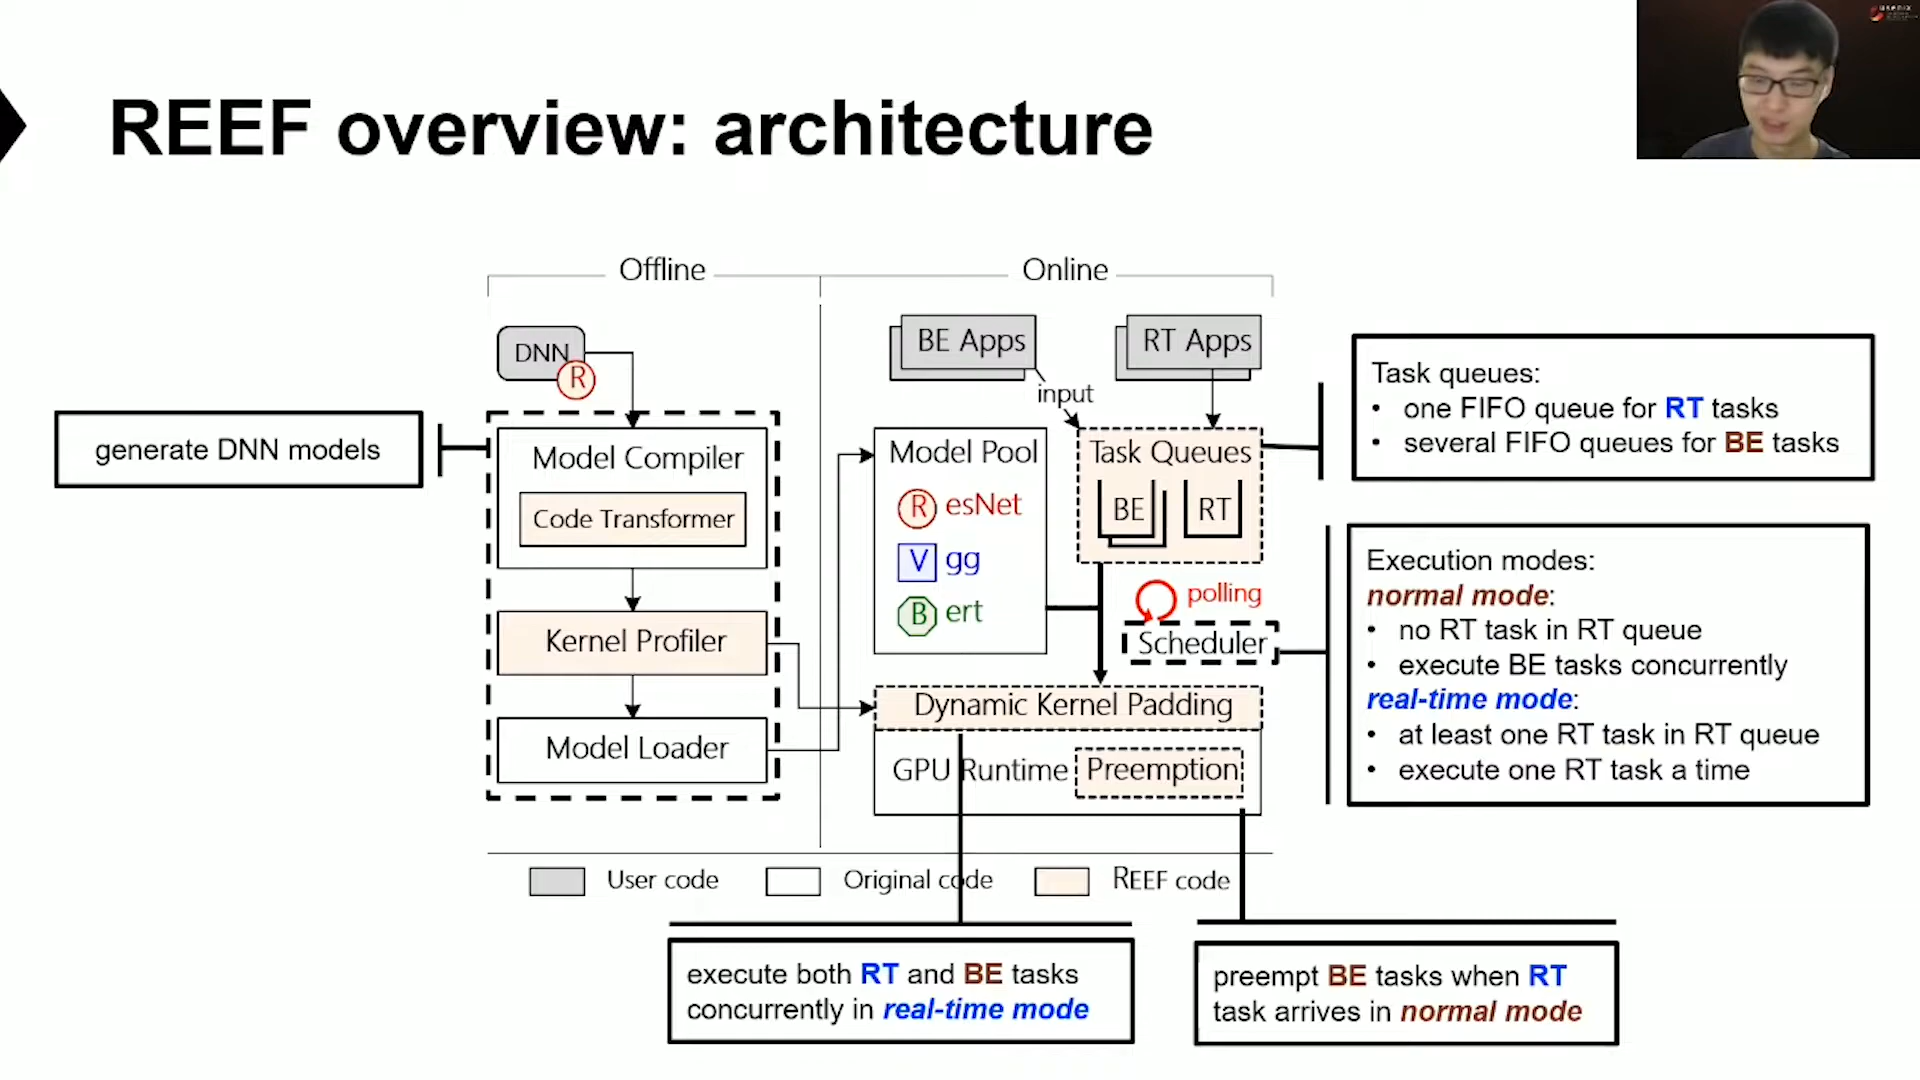 REEF overview: architecture
usenix
Offline
Online
DNN
R
BE Apps
RT Apps
input
generate DNN models
Model Compiler
Code Transformer
Kernel Profiler
Model Loader
Model Pool
R esNet
V gg
B ert
Task Queues
BE
RT
polling
Scheduler
Dynamic Kernel Padding
GPU Runtime
Preemption
Task queues:
• one FIFO queue for RT tasks
• several FIFO queues for BE tasks
Execution modes:
normal mode:
• no RT task in RT queue
• execute BE tasks concurrently
real-time mode:
• at least one RT task in RT queue
• execute one RT task a time
User code
Original code
REEF code
execute both RT and BE tasks
concurrently in real-time mode
preempt BE tasks when RT
task arrives in normal mode